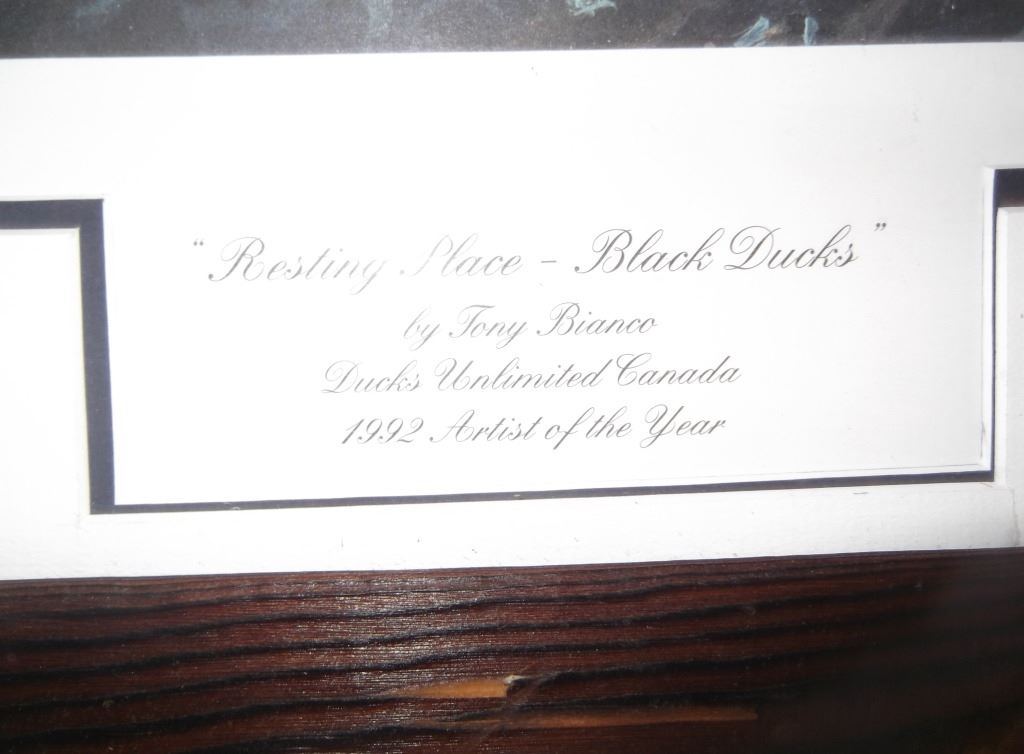 “Resting Place - Black Ducks”
by Tony Bianco
Ducks Unlimited Canada
1992 Artist of the Year